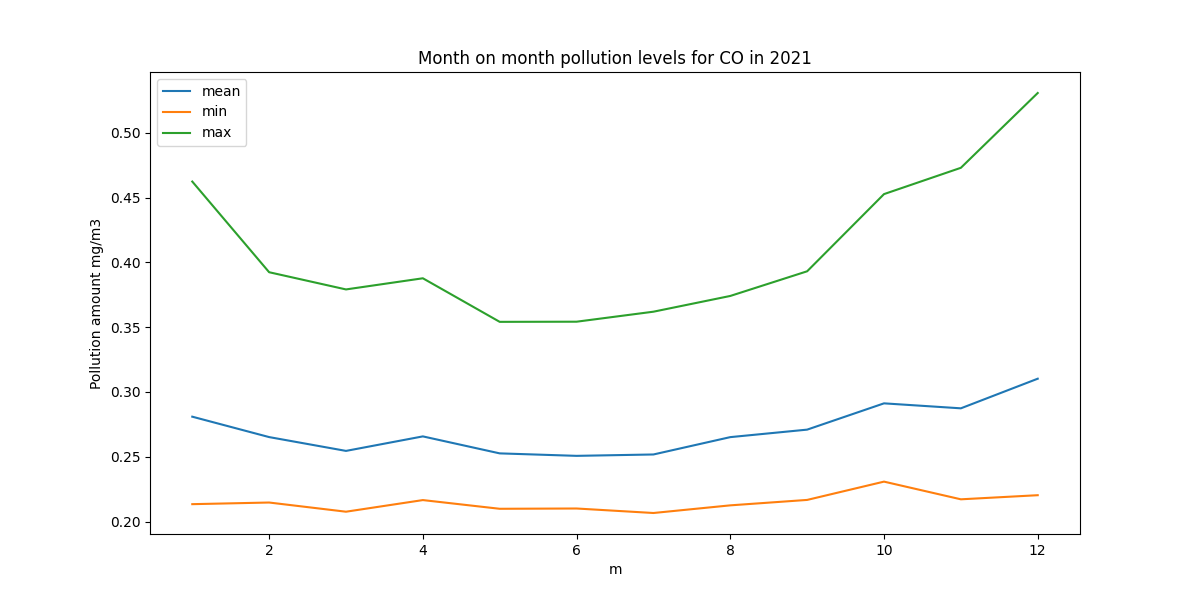 Month on month pollution levels for CO in 2021
mean
min
max
0.50
0.45
0.40
0.35
0.30
0.25
0.20
Pollution amount mg/m3
2 4 6 8 10 12
m